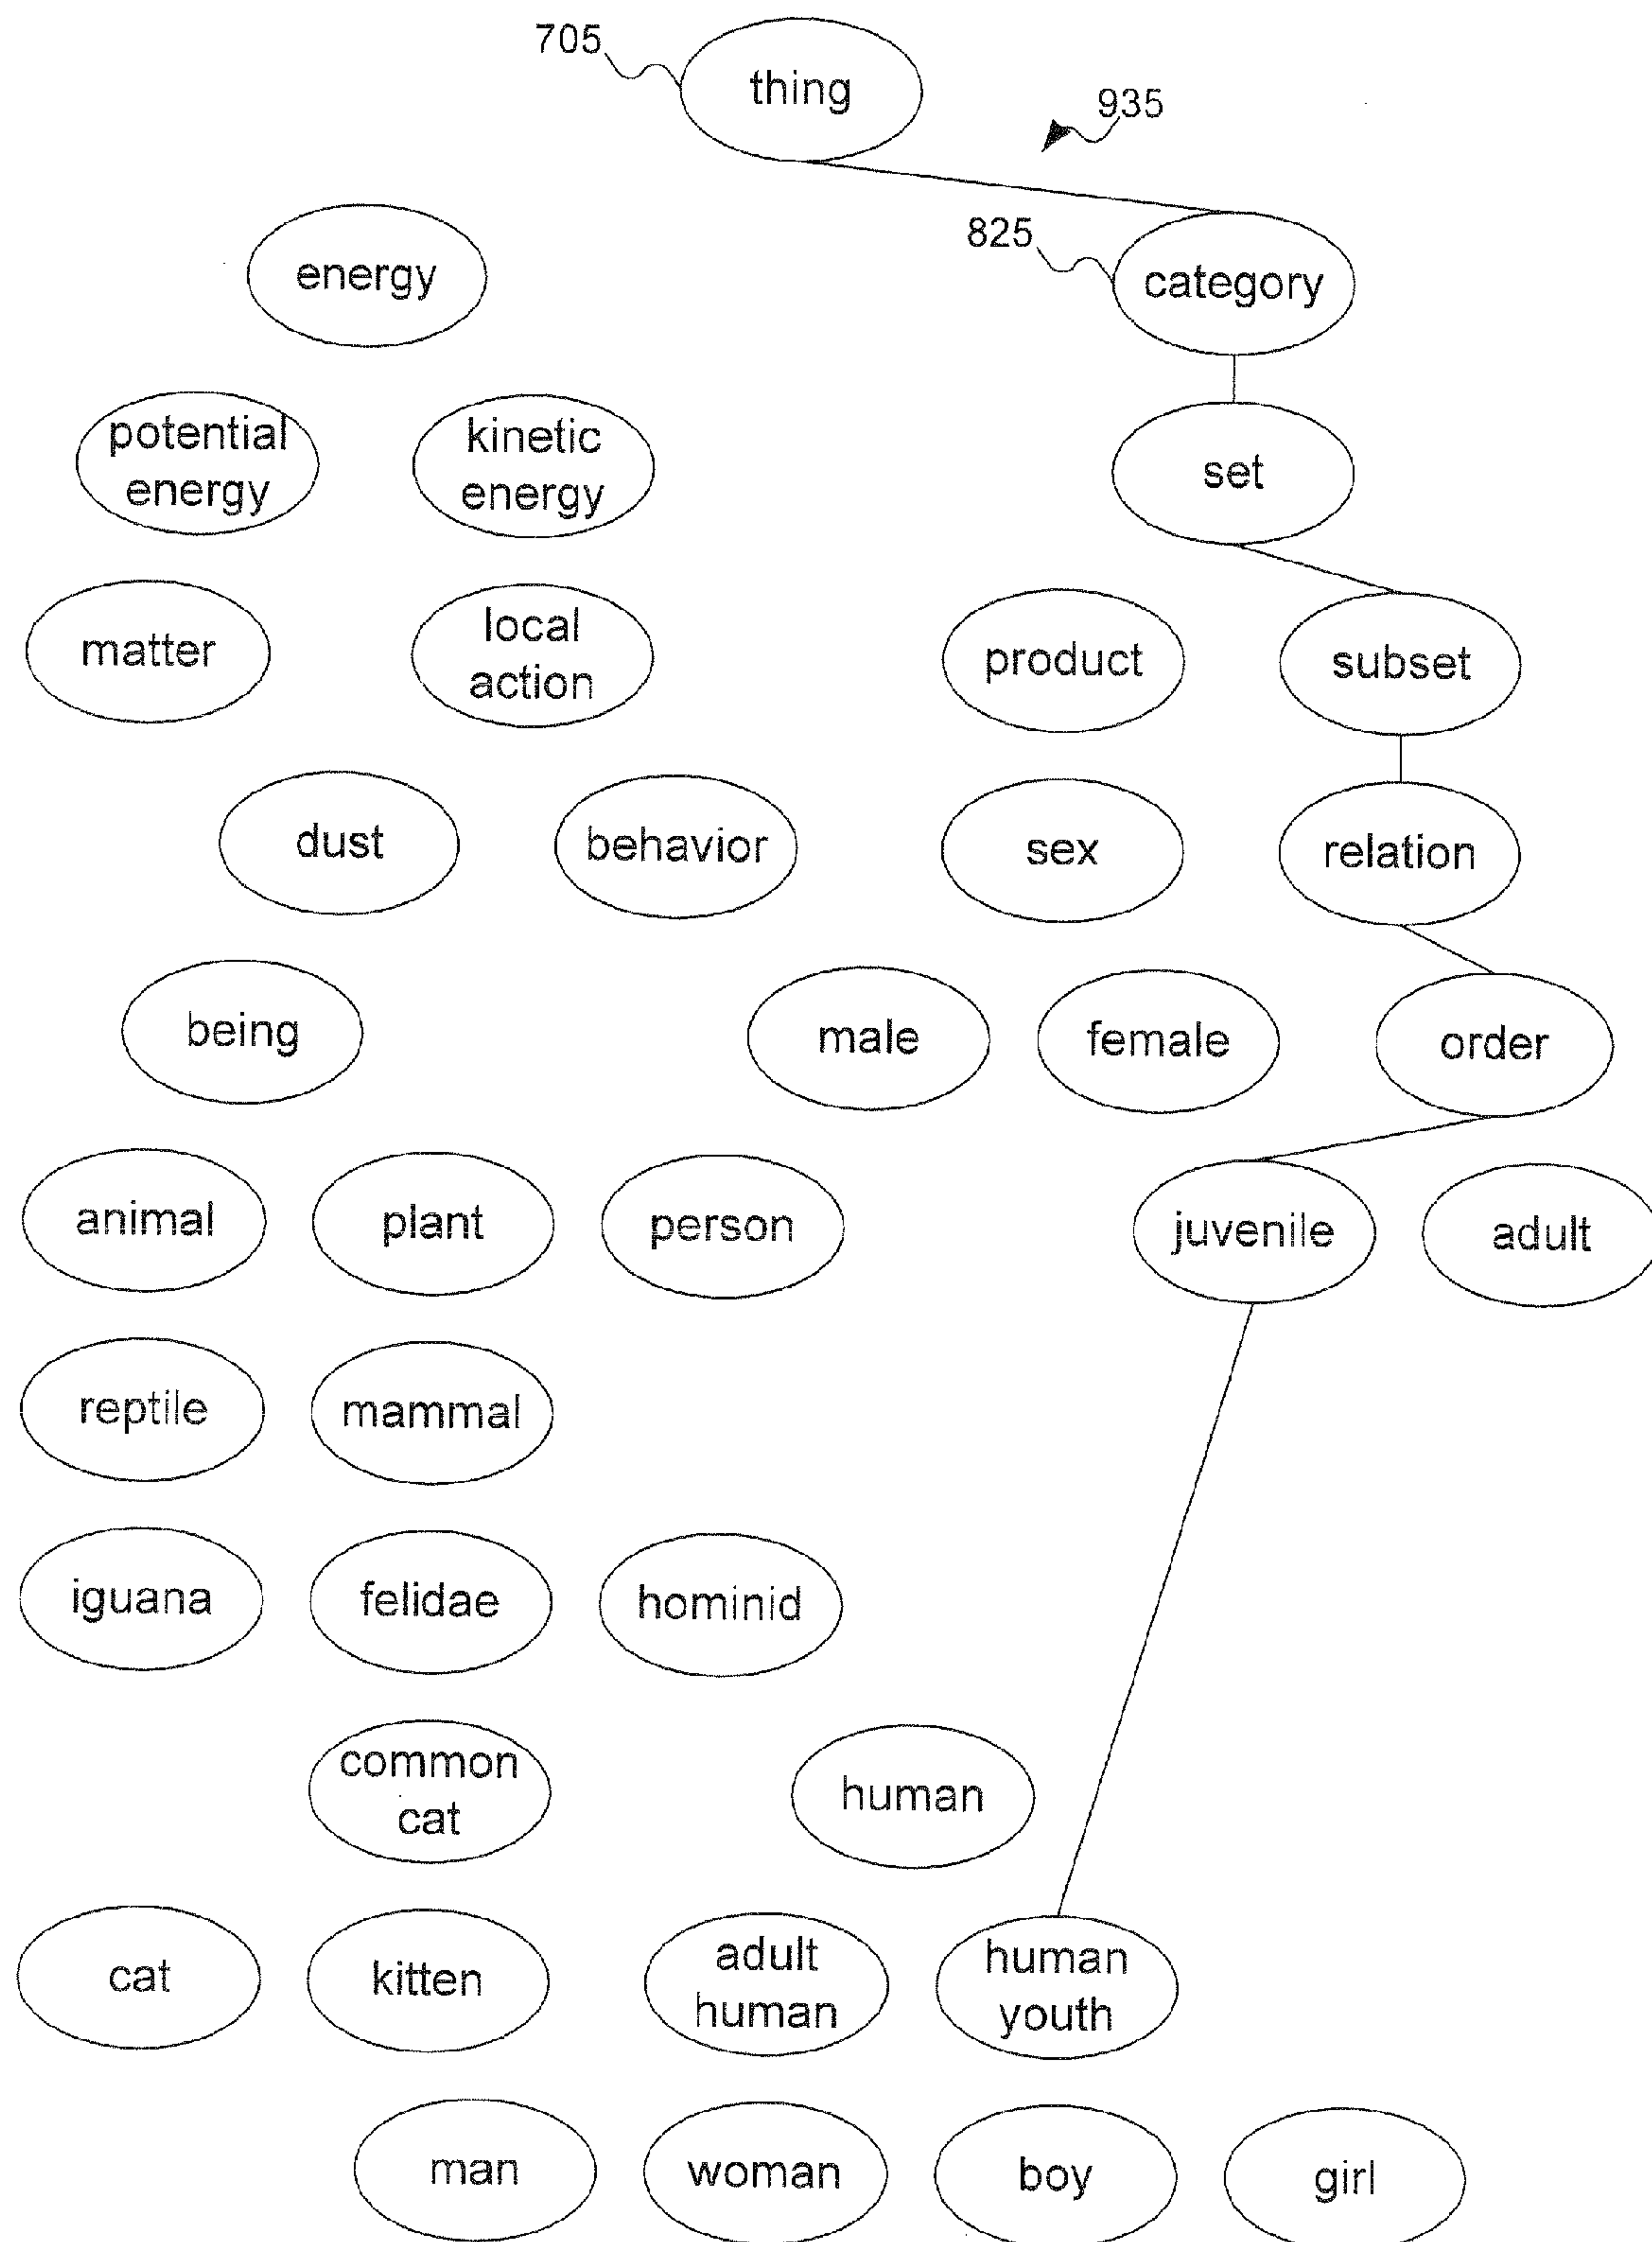 705
thing
935
energy
825
category
potential
energy
kinetic
energy
set
matter
local
action
product
subset
dust
behavior
sex
relation
being
male
female
order
animal
plant
person
juvenile
adult
reptile
mammal
iguana
felidae
hominid
common
cat
human
cat
kitten
adult
human
human
youth
man
woman
boy
girl